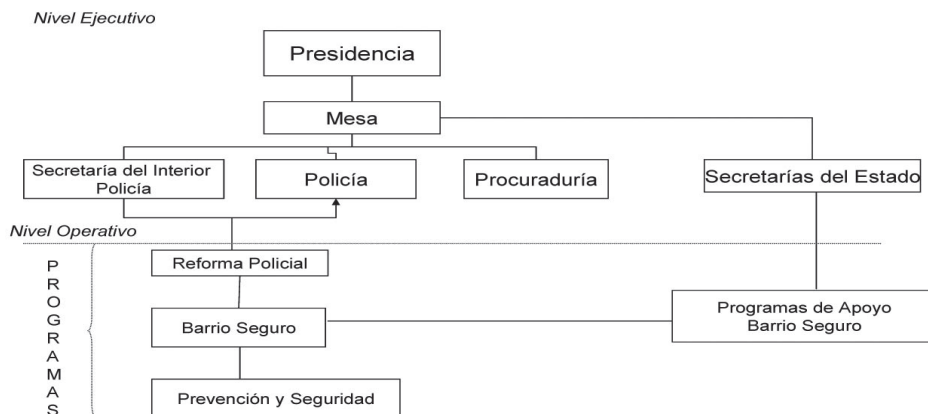 Nivel Ejecutivo
Presidencia
Mesa
Secretaría del Interior
Policía
Policía
Procuraduría
Secretarías del Estado
Nivel Operativo
PROGRAMAS
Reforma Policial
Barrio Seguro
Programas de Apoyo
Barrio Seguro
Prevención y Seguridad